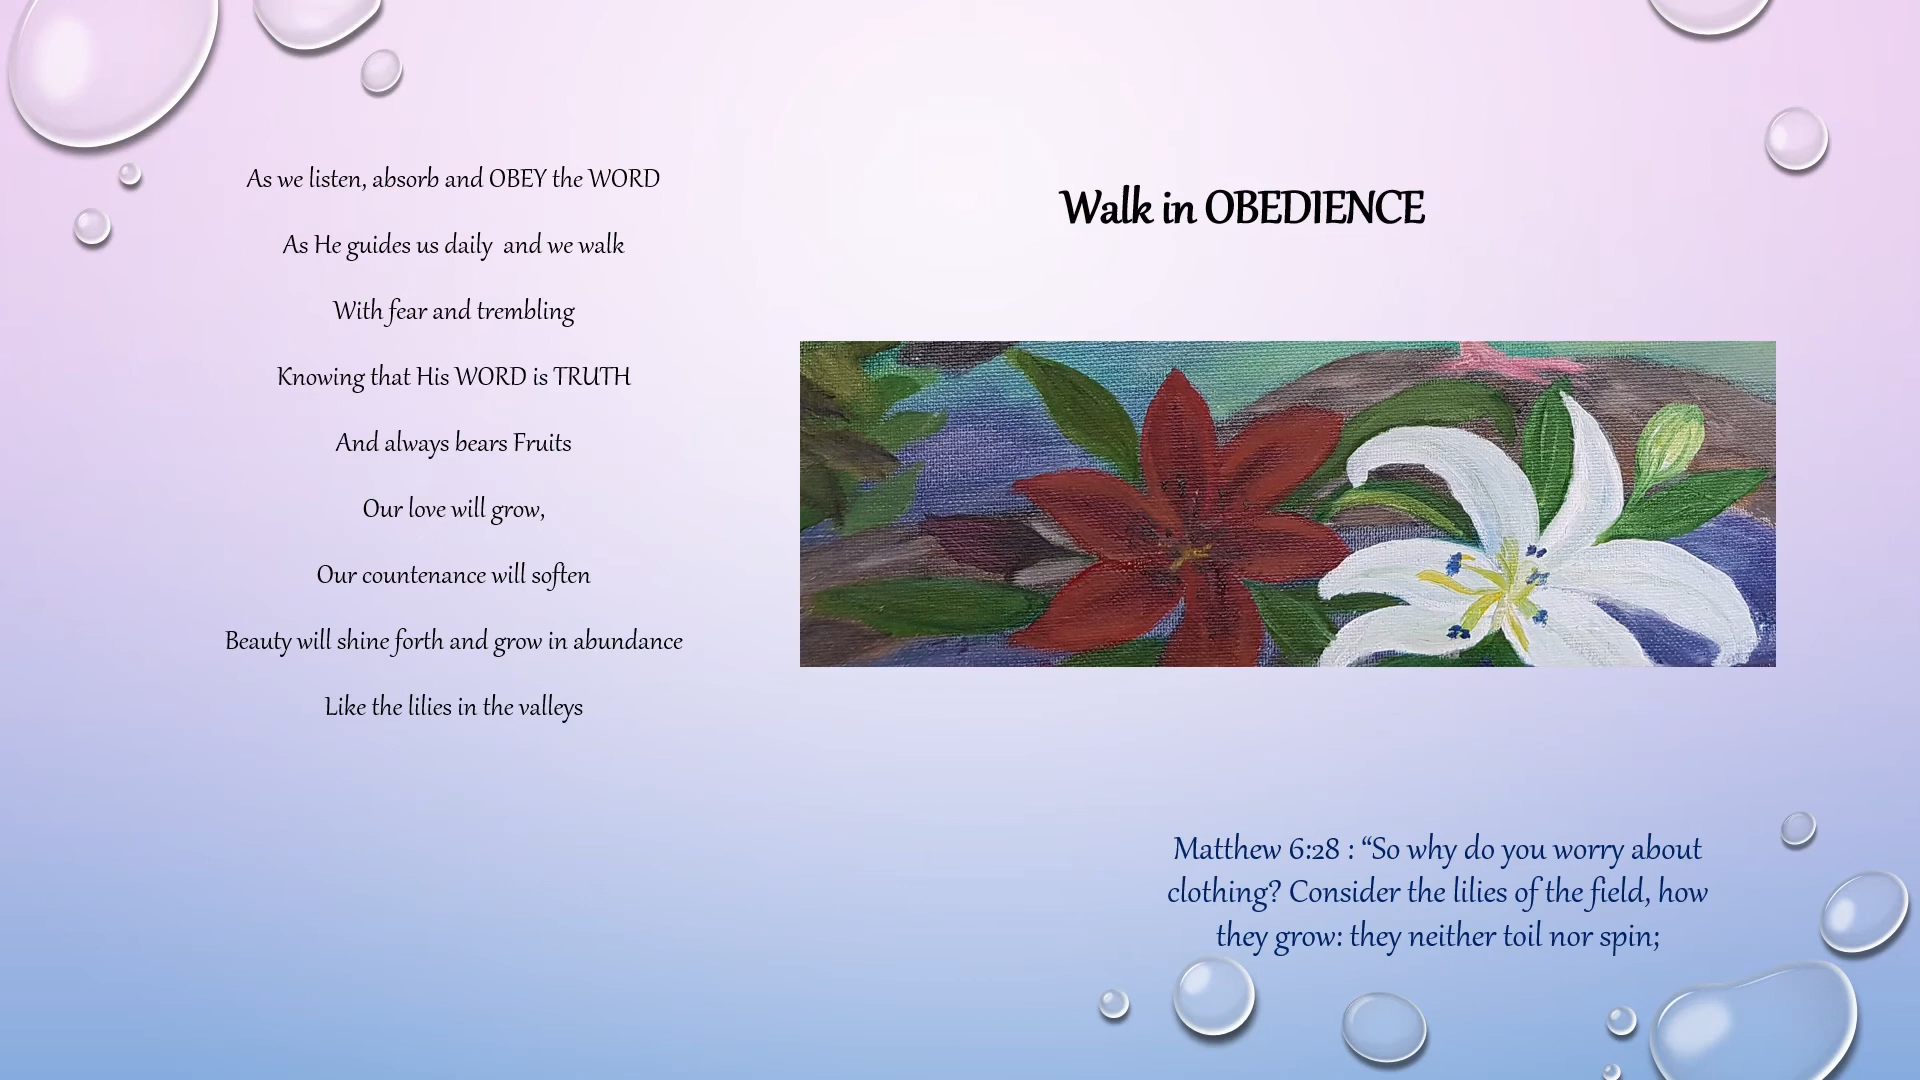 As we listen, absorb and OBEY the WORD
As He guides us daily  and we walk
With fear and trembling
Knowing that His WORD is TRUTH
And always bears Fruits
Our love will grow,
Our countenance will soften
Beauty will shine forth and grow in abundance
Like the lilies in the valleys
Walk in OBEDIENCE
Matthew 6:28 : “So why do you worry about
clothing? Consider the lilies of the field, how
they grow: they neither toil nor spin;